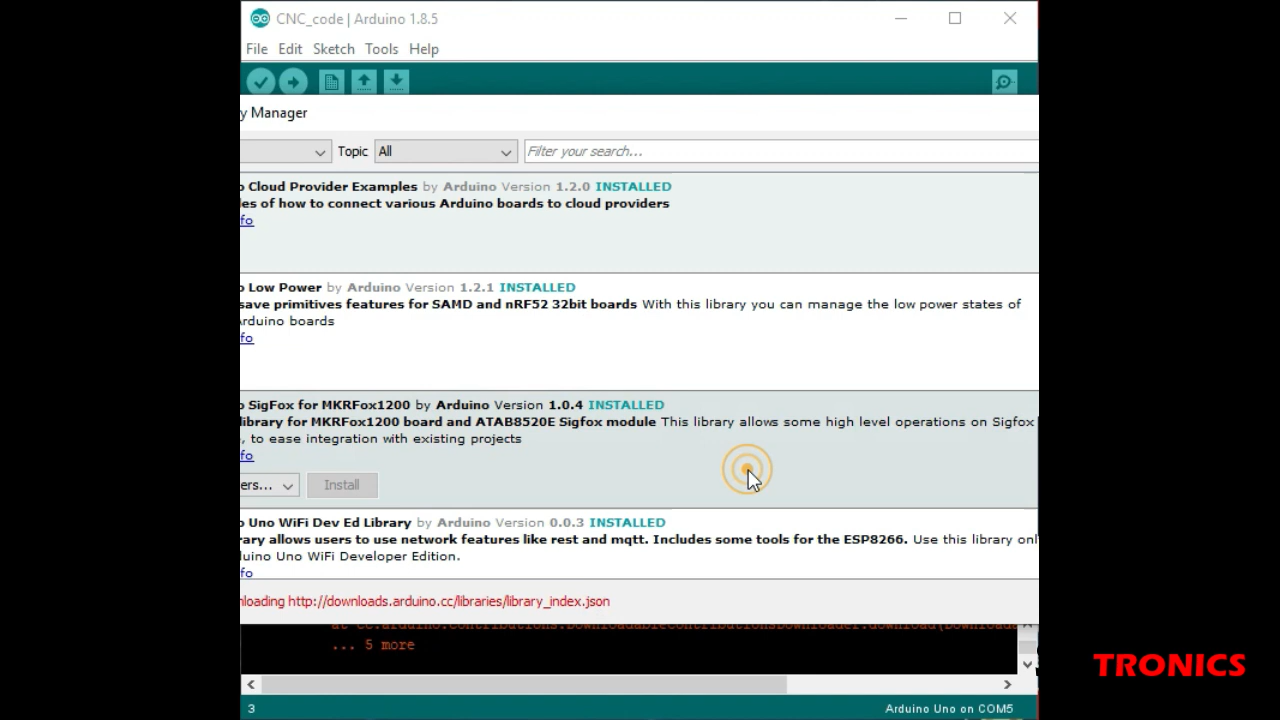 CNC_code | Arduino 1.8.5
File Edit Sketch Tools Help
y Manager
Topic All Filter your search...
o Cloud Provider Examples by Arduino Version 1.2.0 INSTALLED
les of how to connect various Arduino boards to cloud providers
fo
o Low Power by Arduino Version 1.2.1 INSTALLED
save primitives features for SAMD and nRF52 32bit boards With this library you can manage the low power states of
Arduino boards
fo
o SigFox for MKRFox1200 by Arduino Version 1.0.4 INSTALLED
library for MKRFox1200 board and ATAB8520E Sigfox module This library allows some high level operations on Sigfox
, to ease integration with existing projects
fo
ers... Install
o Uno WiFi Dev Ed Library by Arduino Version 0.0.3 INSTALLED
rary allows users to use network features like rest and mqtt. Includes some tools for the ESP8266. Use this library onl
duino Uno WiFi Developer Edition.
fo
nloading http://downloads.arduino.cc/libraries/library_index.json
... 5 more
TRONICS
3 Arduino Uno on COM5